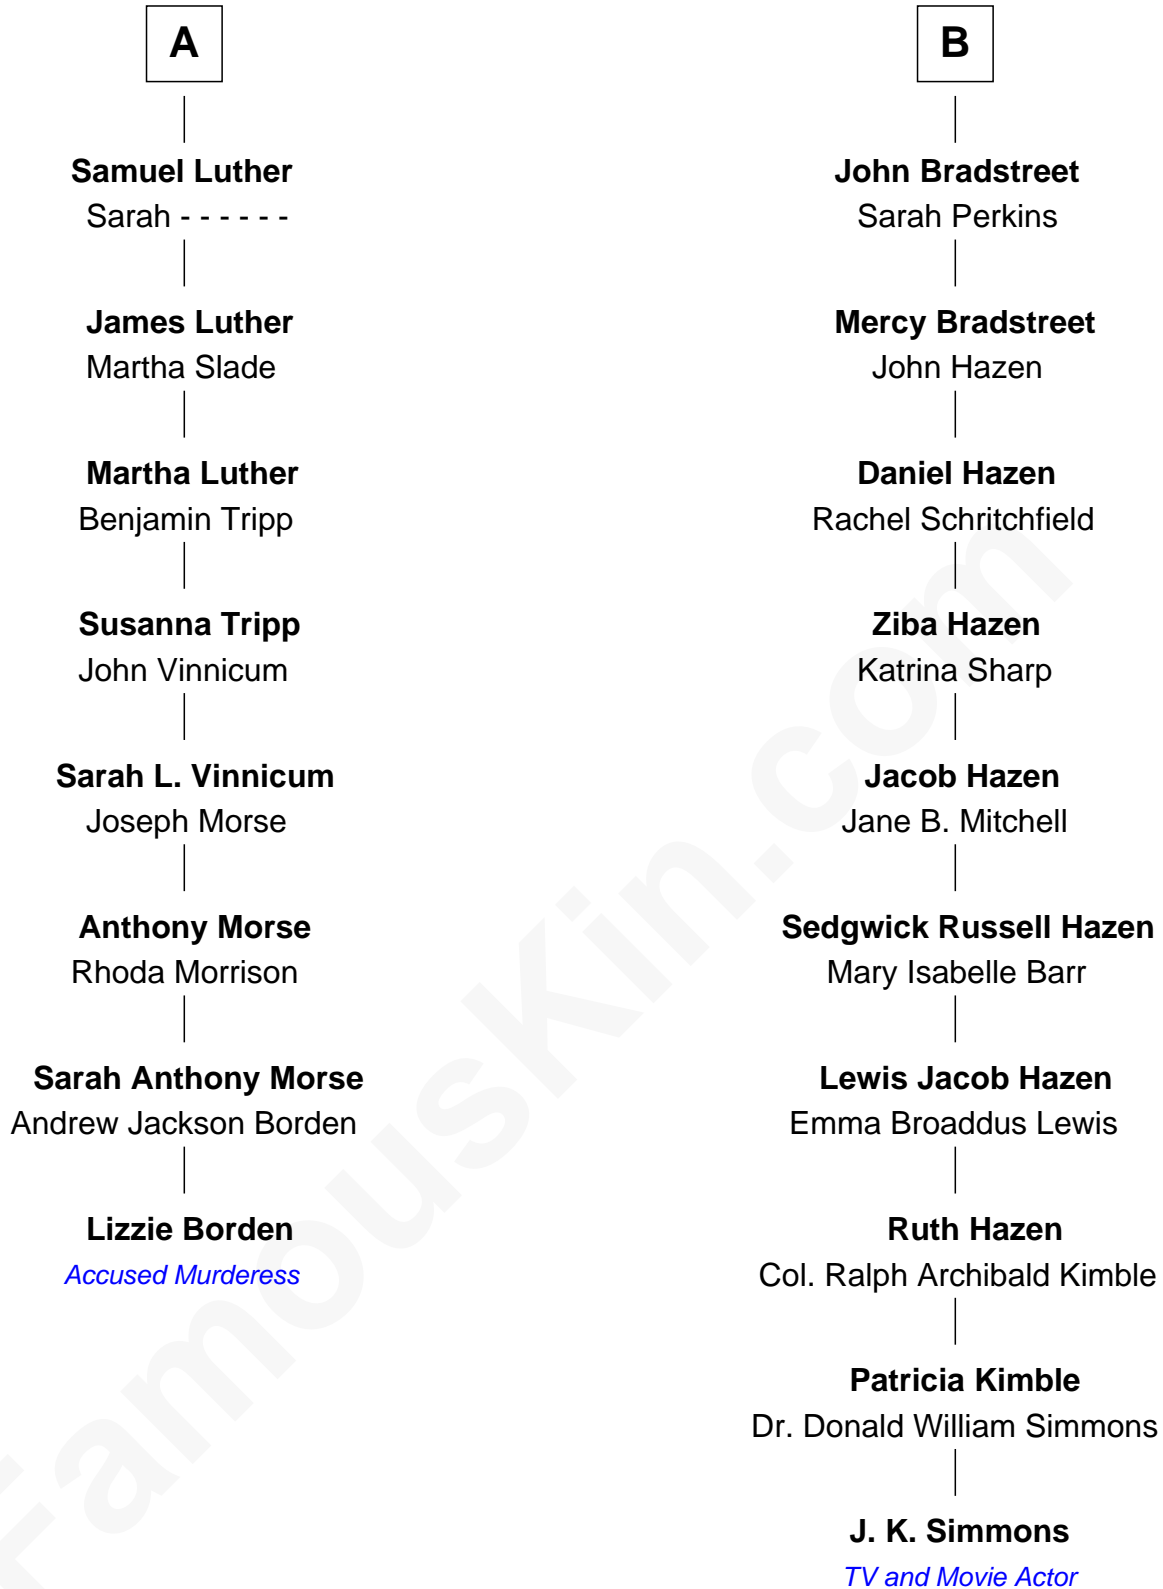 A
Samuel Luther
Sarah - - - - - -
James Luther
Martha Slade
Martha Luther
Benjamin Tripp
Susanna Tripp
John Vinnicum
Sarah L. Vinnicum
Joseph Morse
Anthony Morse
Rhoda Morrison
Sarah Anthony Morse
Andrew Jackson Borden
Lizzie Borden
Accused Murderess
B
John Bradstreet
Sarah Perkins
Mercy Bradstreet
John Hazen
Daniel Hazen
Rachel Schritchfield
Ziba Hazen
Katrina Sharp
Jacob Hazen
Jane B. Mitchell
Sedgwick Russell Hazen
Mary Isabelle Barr
Lewis Jacob Hazen
Emma Broaddus Lewis
Ruth Hazen
Col. Ralph Archibald Kimble
Patricia Kimble
Dr. Donald William Simmons
J. K. Simmons
TV and Movie Actor
FamousKin.com